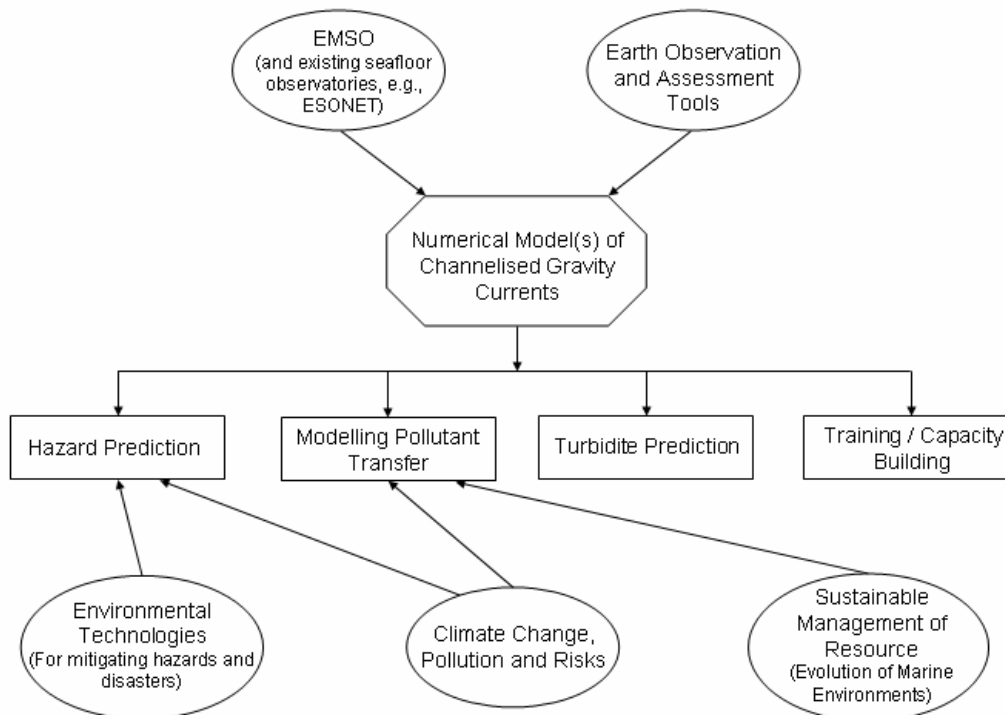 EMSO
(and existing seafloor
observatories, e.g.,
ESONET)
Earth Observation
and Assessment
Tools
Numerical Model(s) of
Channelised Gravity
Currents
Hazard Prediction
Modelling Pollutant
Transfer
Turbidite Prediction
Training / Capacity
Building
Environmental
Technologies
(For mitigating hazards and
disasters)
Climate Change,
Pollution and Risks
Sustainable
Management of
Resource
(Evolution of Marine
Environments)